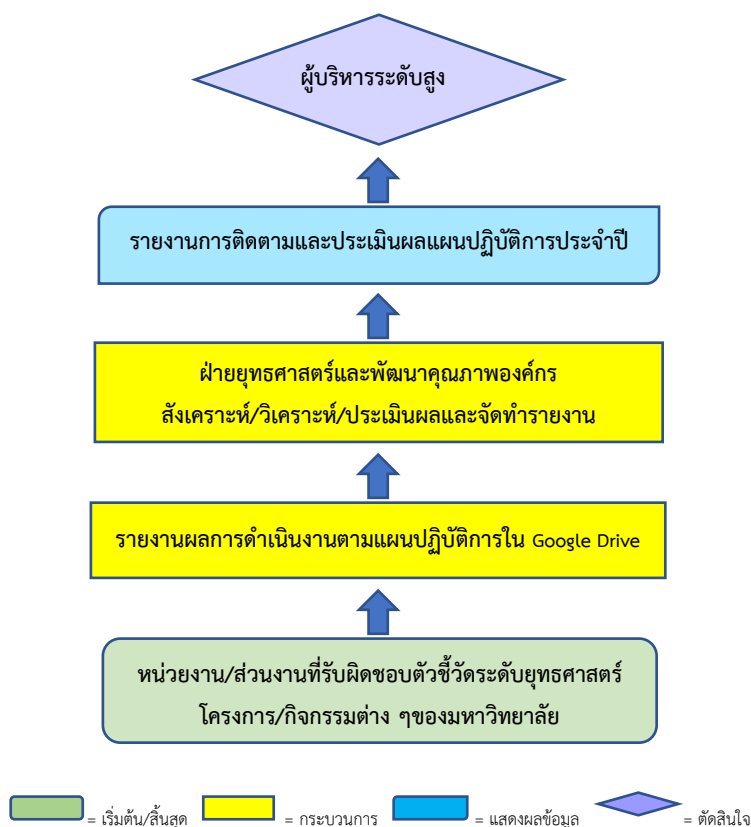 ผู้บริหารระดับสูง
รายงานการติดตามและประเมินผลแผนปฏิบัติการประจำปี
ฝ่ายยุทธศาสตร์และพัฒนาคุณภาพองค์กร
สังเคราะห์/วิเคราะห์/ประเมินผลและจัดทำรายงาน
รายงานผลการดำเนินงานตามแผนปฏิบัติการใน Google Drive
หน่วยงาน/ส่วนงานที่รับผิดชอบตัวชี้วัดระดับยุทธศาสตร์
โครงการ/กิจกรรมต่าง ๆของมหาวิทยาลัย
= เริ่มต้น/สิ้นสุด = กระบวนการ = แสดงผลข้อมูล = ตัดสินใจ